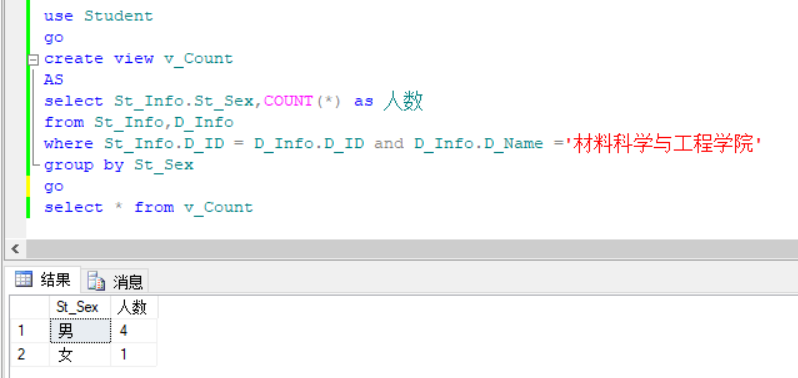 use Student
go
create view v_Count
AS
select St_Info.St_Sex,COUNT(*) as 人数
from St_Info,D_Info
where St_Info.D_ID = D_Info.D_ID and D_Info.D_Name ='材料科学与工程学院'
group by St_Sex
go
select * from v_Count
结果 消息
St_Sex 人数
1 男 4
2 女 1